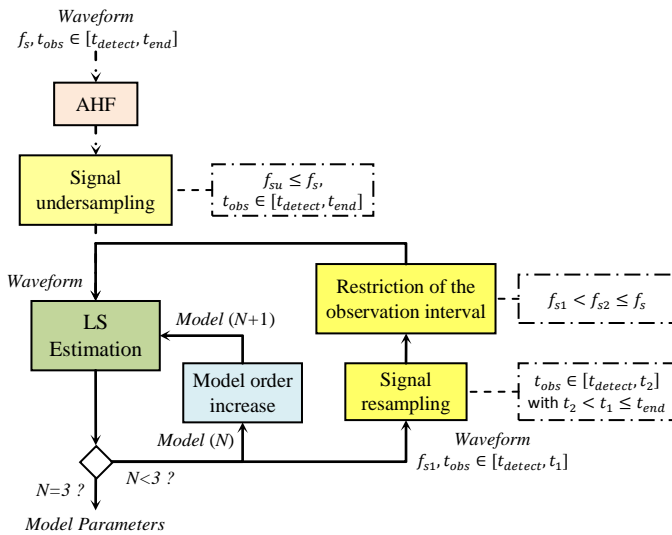 Waveform
f_s, t_obs ∈ [t_detect, t_end]
AHF
Signal
undersampling
f_su ≤ f_s,
t_obs ∈ [t_detect, t_end]
Waveform
LS
Estimation
Model (N+1)
Model order
increase
Model (N)
Restriction of the
observation interval
f_s1 < f_s2 ≤ f_s
Signal
resampling
t_obs ∈ [t_detect, t_2]
with t_2 < t_1 ≤ t_end
Waveform
f_s1, t_obs ∈ [t_detect, t_1]
N=3 ?
N<3 ?
Model Parameters